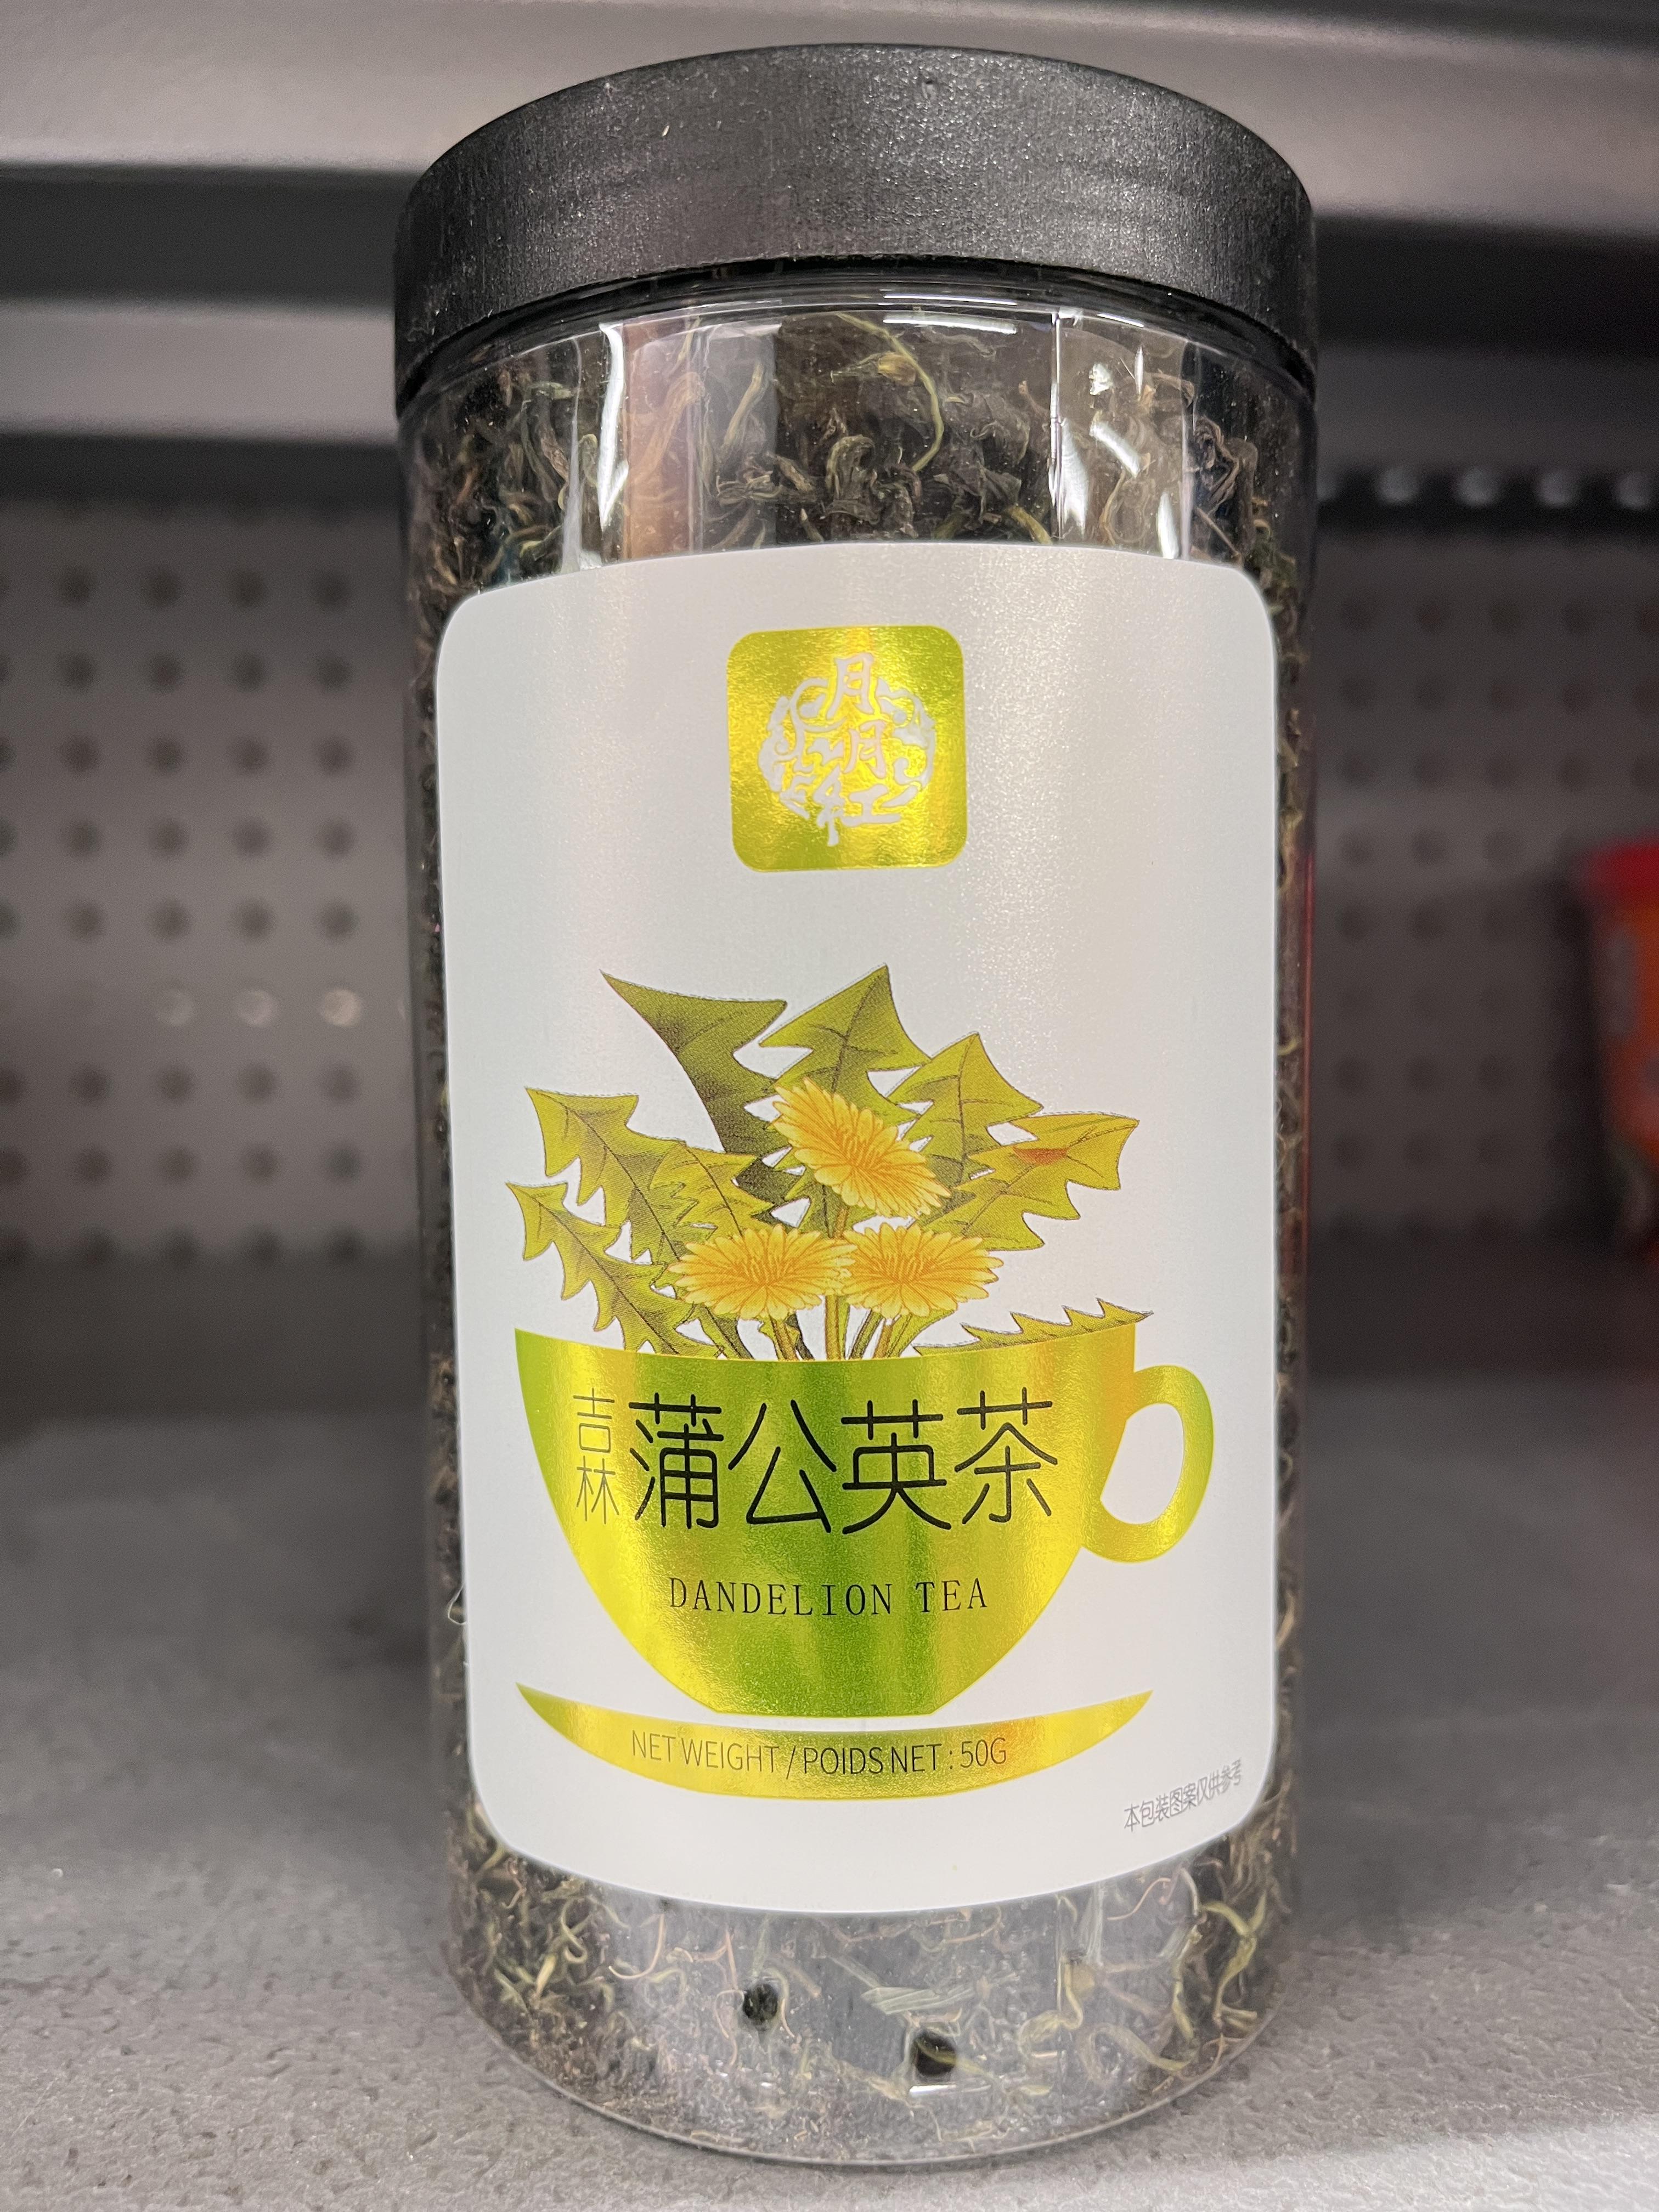 月月红
吉林
蒲公英茶
DANDELION TEA
NET WEIGHT / POIDS NET : 50G
本包装图案仅供参考